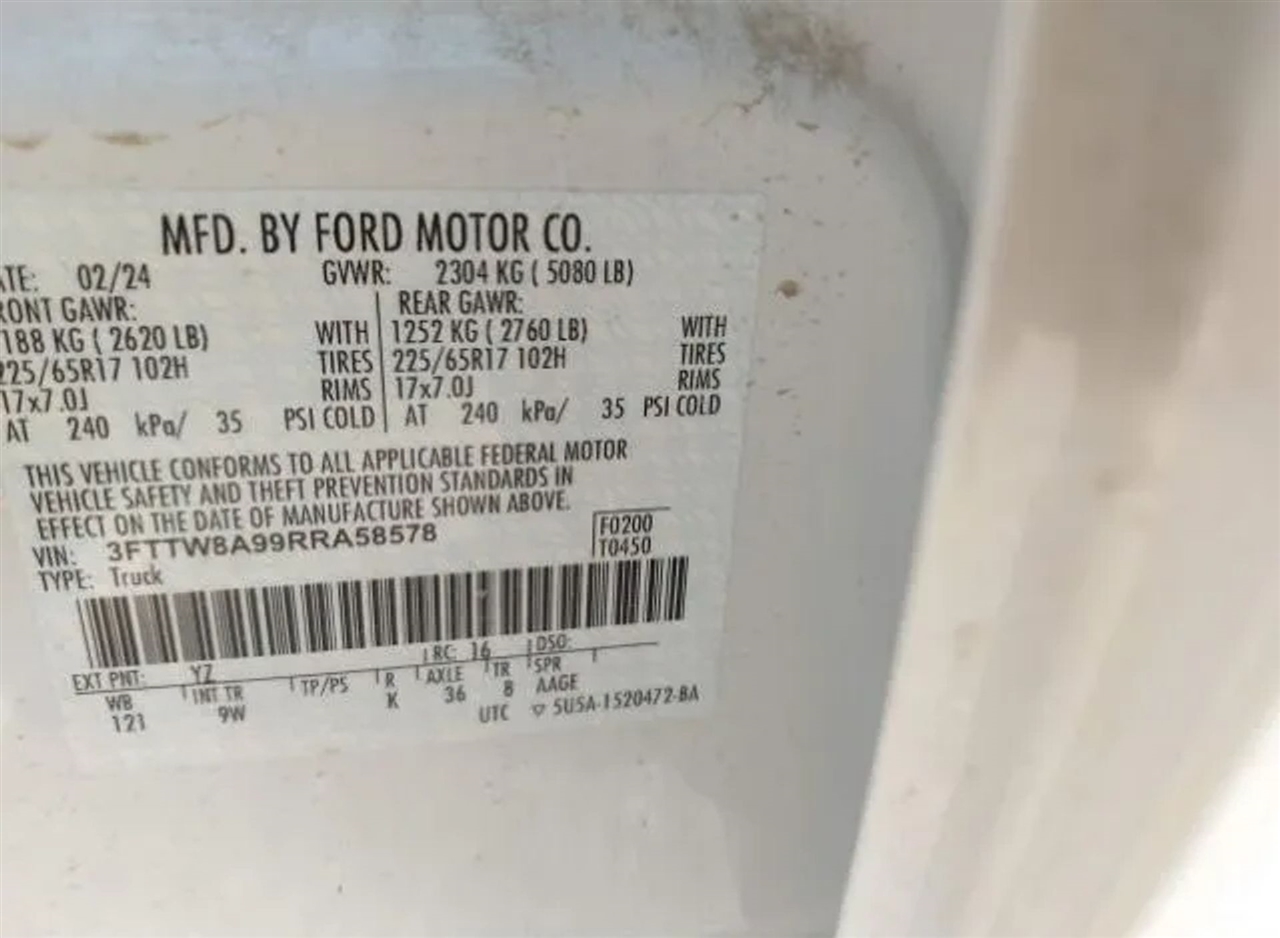 MFD. BY FORD MOTOR CO.
ATE: 02/24 GVWR: 2304 KG ( 5080 LB)
RONT GAWR: REAR GAWR:
188 KG ( 2620 LB) WITH 1252 KG ( 2760 LB) WITH
225/65R17 102H TIRES 225/65R17 102H TIRES
17x7.0J RIMS 17x7.0J RIMS
AT 240 kPa/ 35 PSI COLD AT 240 kPa/ 35 PSI COLD
THIS VEHICLE CONFORMS TO ALL APPLICABLE FEDERAL MOTOR
VEHICLE SAFETY AND THEFT PREVENTION STANDARDS IN
EFFECT ON THE DATE OF MANUFACTURE SHOWN ABOVE.
VIN: 3FTTW8A99RRA58578 F0200
TYPE: Truck T0450
EXT PNT: YZ RC: 16 DSO:
WB INT TR TP/PS R AXLE TR SPR
121 9W K 36 8 AAGE
UTC ▽ 5U5A-1520472-BA